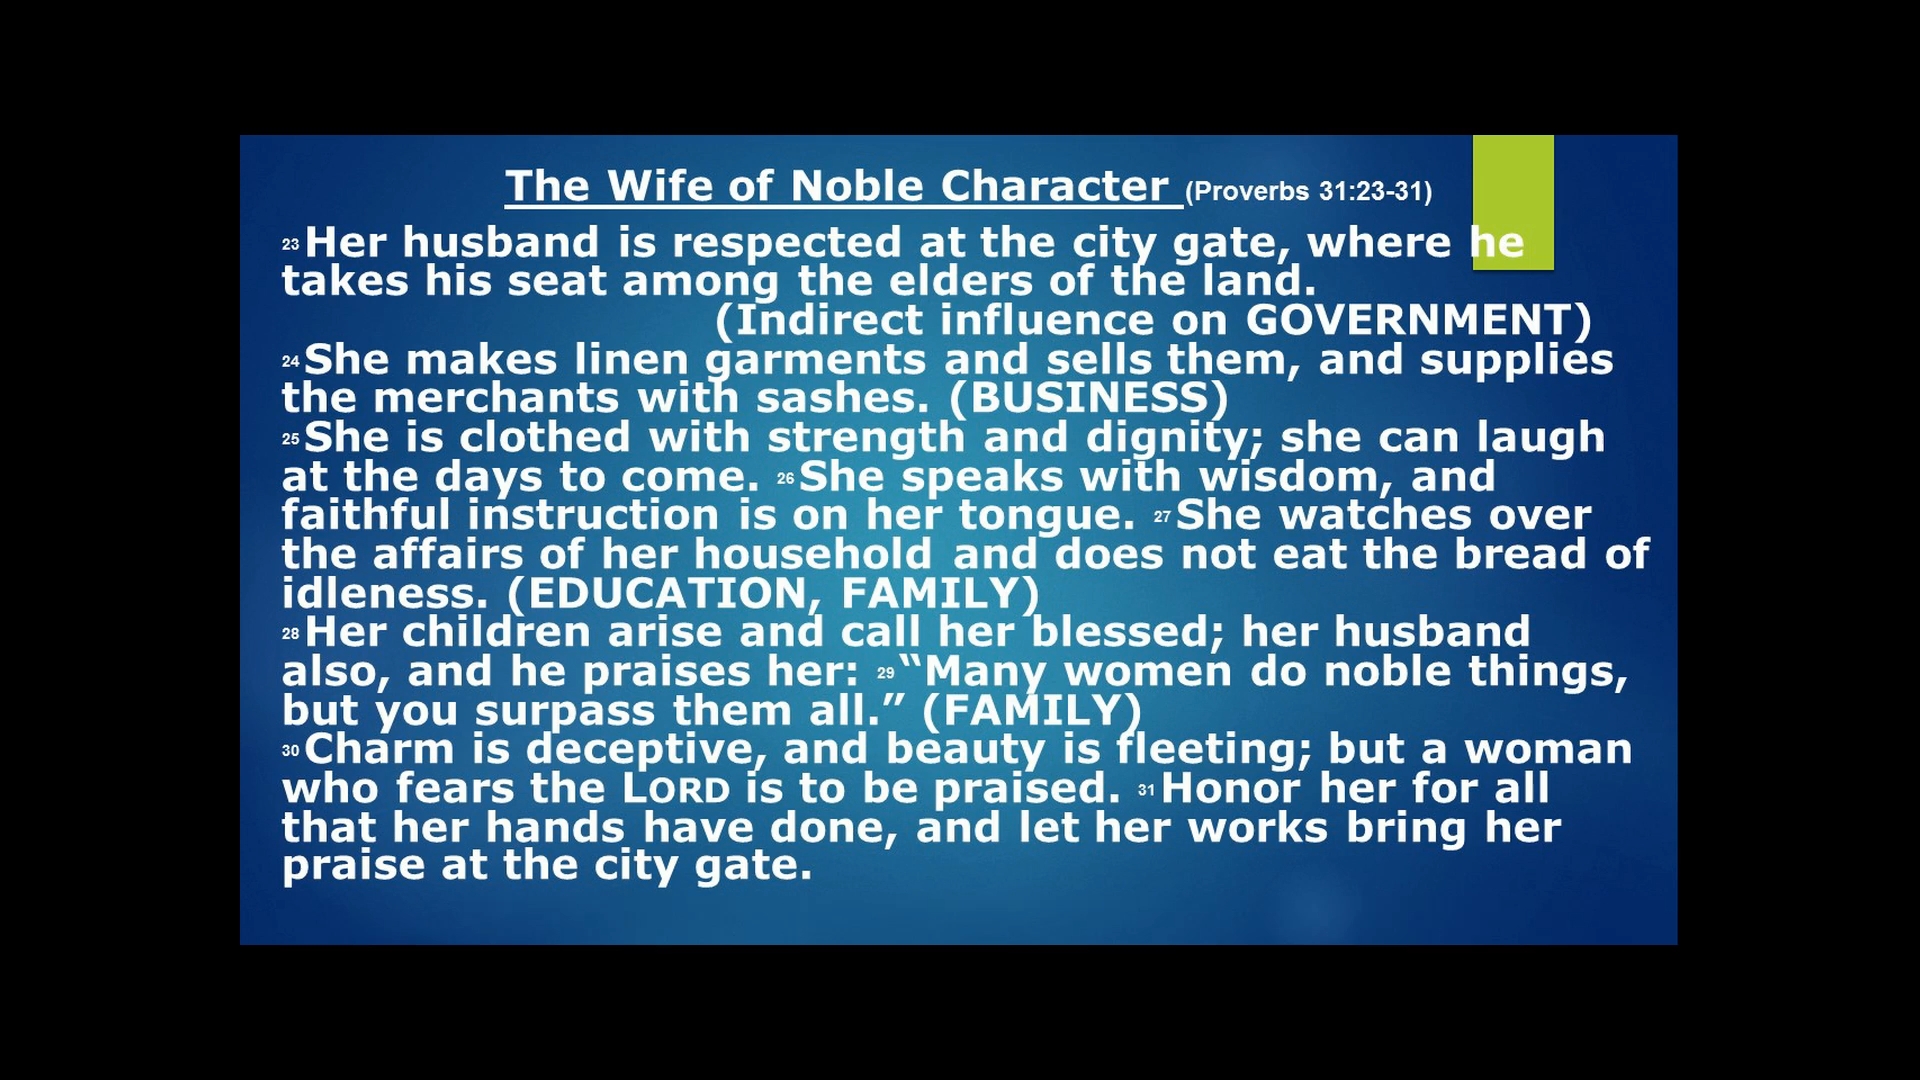 The Wife of Noble Character (Proverbs 31:23-31)
23 Her husband is respected at the city gate, where he
takes his seat among the elders of the land.
(Indirect influence on GOVERNMENT)
24 She makes linen garments and sells them, and supplies
the merchants with sashes. (BUSINESS)
25 She is clothed with strength and dignity; she can laugh
at the days to come. 26 She speaks with wisdom, and
faithful instruction is on her tongue. 27 She watches over
the affairs of her household and does not eat the bread of
idleness. (EDUCATION, FAMILY)
28 Her children arise and call her blessed; her husband
also, and he praises her: 29 “Many women do noble things,
but you surpass them all.” (FAMILY)
30 Charm is deceptive, and beauty is fleeting; but a woman
who fears the LORD is to be praised. 31 Honor her for all
that her hands have done, and let her works bring her
praise at the city gate.